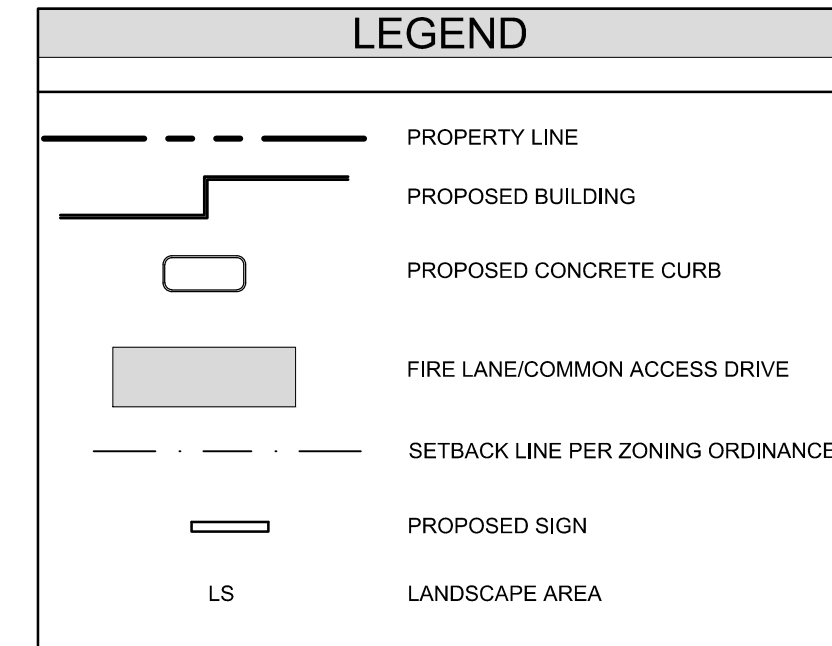 LEGEND
PROPERTY LINE
PROPOSED BUILDING
PROPOSED CONCRETE CURB
FIRE LANE/COMMON ACCESS DRIVE
SETBACK LINE PER ZONING ORDINANCE
PROPOSED SIGN
LS LANDSCAPE AREA